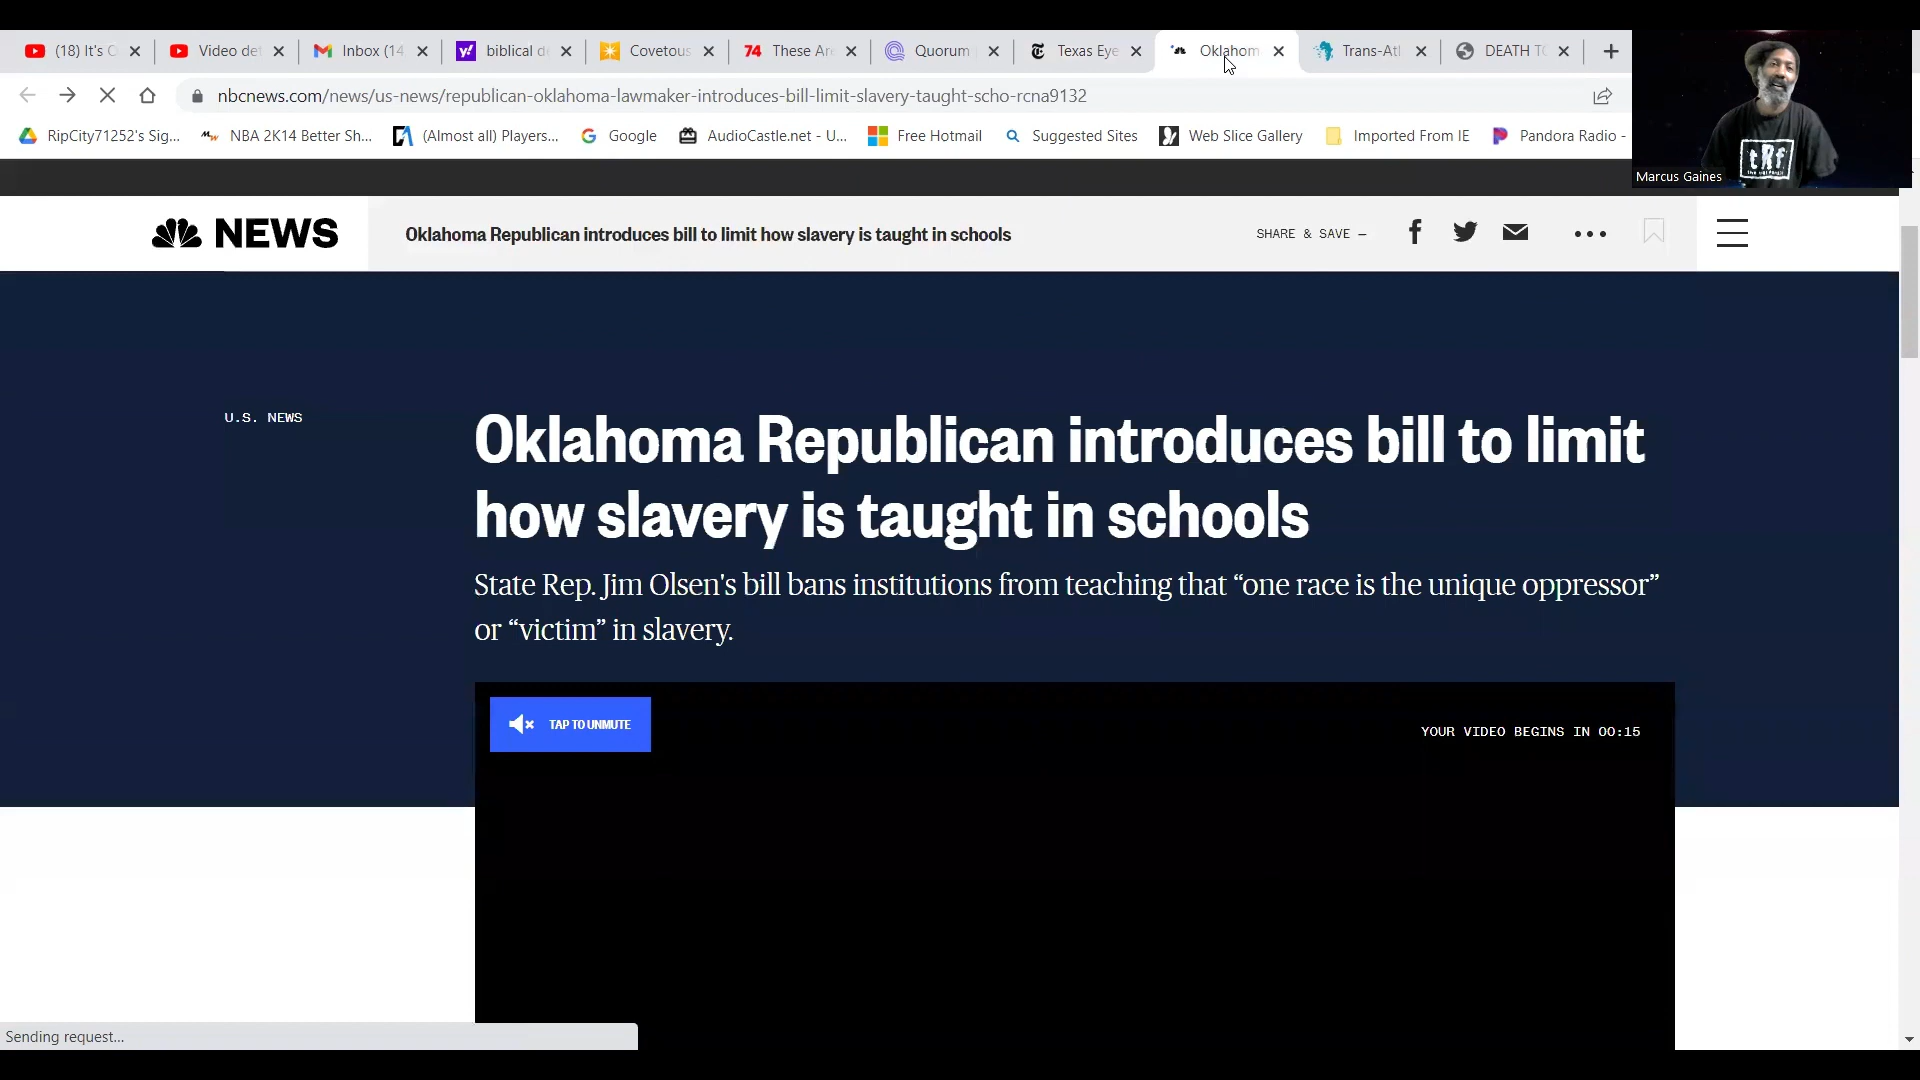 (18) It's
Video de
Inbox (14
biblical d
Covetous
74 These Are
Quorum
Texas Eye
Oklahom
Trans-Atl
DEATH TO
nbcnews.com/news/us-news/republican-oklahoma-lawmaker-introduces-bill-limit-slavery-taught-scho-rcna9132
RipCity71252's Sig...
NBA 2K14 Better Sh...
(Almost all) Players...
Google
AudioCastle.net - U...
Free Hotmail
Suggested Sites
Web Slice Gallery
Imported From IE
Pandora Radio -
tRf
Marcus Gaines
NEWS
Oklahoma Republican introduces bill to limit how slavery is taught in schools
SHARE & SAVE —
U.S. NEWS
Oklahoma Republican introduces bill to limit
how slavery is taught in schools
State Rep. Jim Olsen's bill bans institutions from teaching that “one race is the unique oppressor”
or “victim” in slavery.
TAP TO UNMUTE
YOUR VIDEO BEGINS IN 00:15
Sending request...